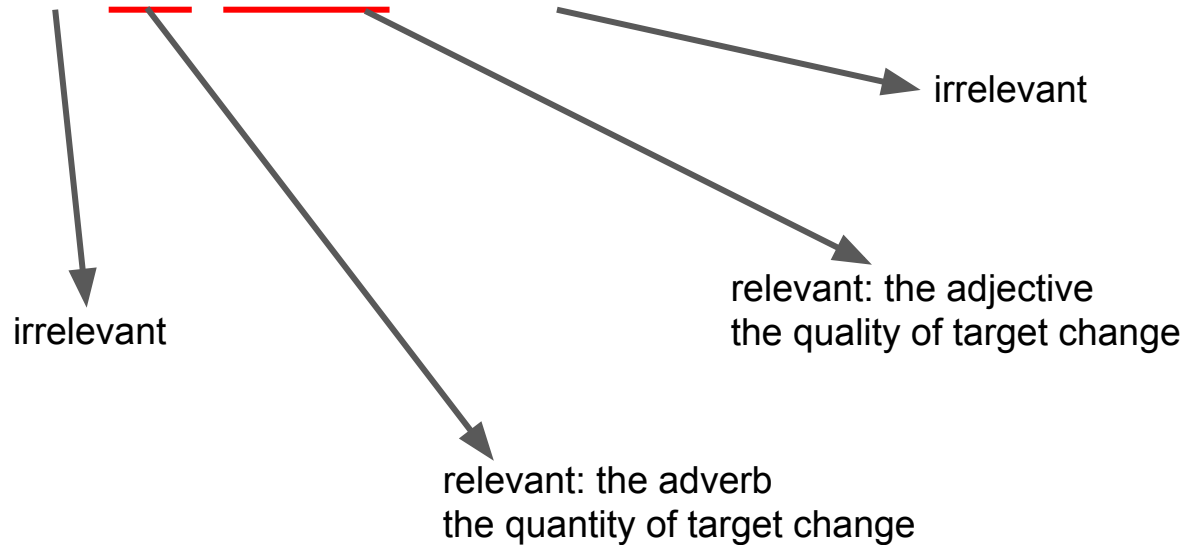 irrelevant
relevant: the adjective
the quality of target change
irrelevant
relevant: the adverb
the quantity of target change